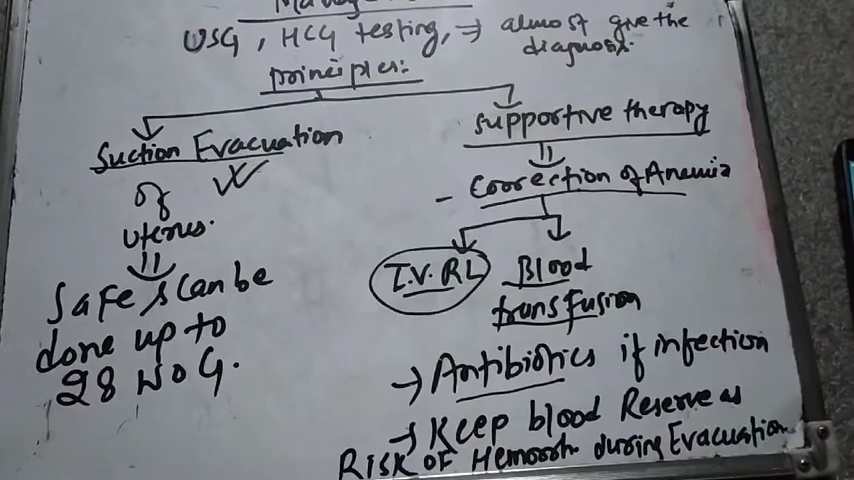 USG, HCG testing, → almost give the
diagnosis.
principles:
Suction Evacuation
of
uterus.
Safe, & can be
done up to
28 WOG.
supportive therapy
- Correction of Anemia
I.V. RL
Blood
transfusion
→ Antibiotics if infection
→ Keep blood Reserve as
Risk OF Hemorrh during Evacuation